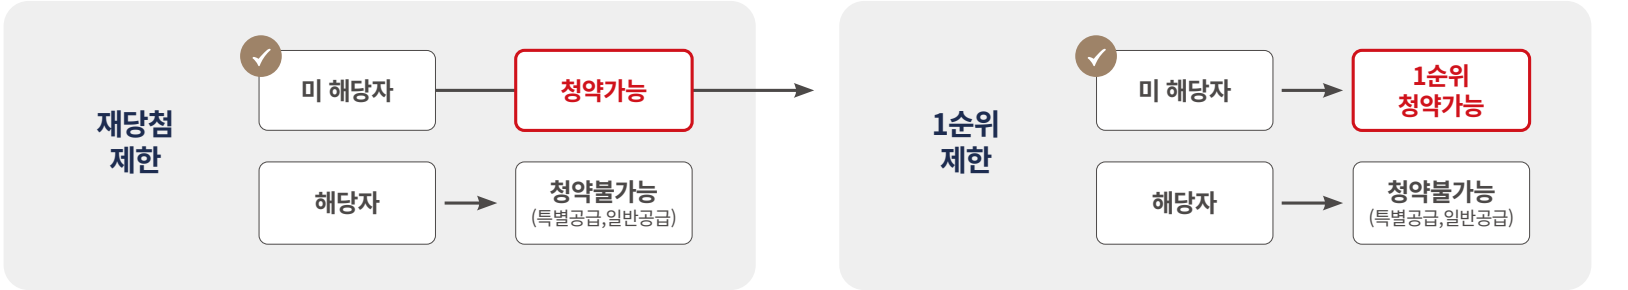 재당첨
제한
미 해당자
청약가능
해당자
청약불가능
(특별공급,일반공급)
1순위
제한
미 해당자
1순위
청약가능
해당자
청약불가능
(특별공급,일반공급)